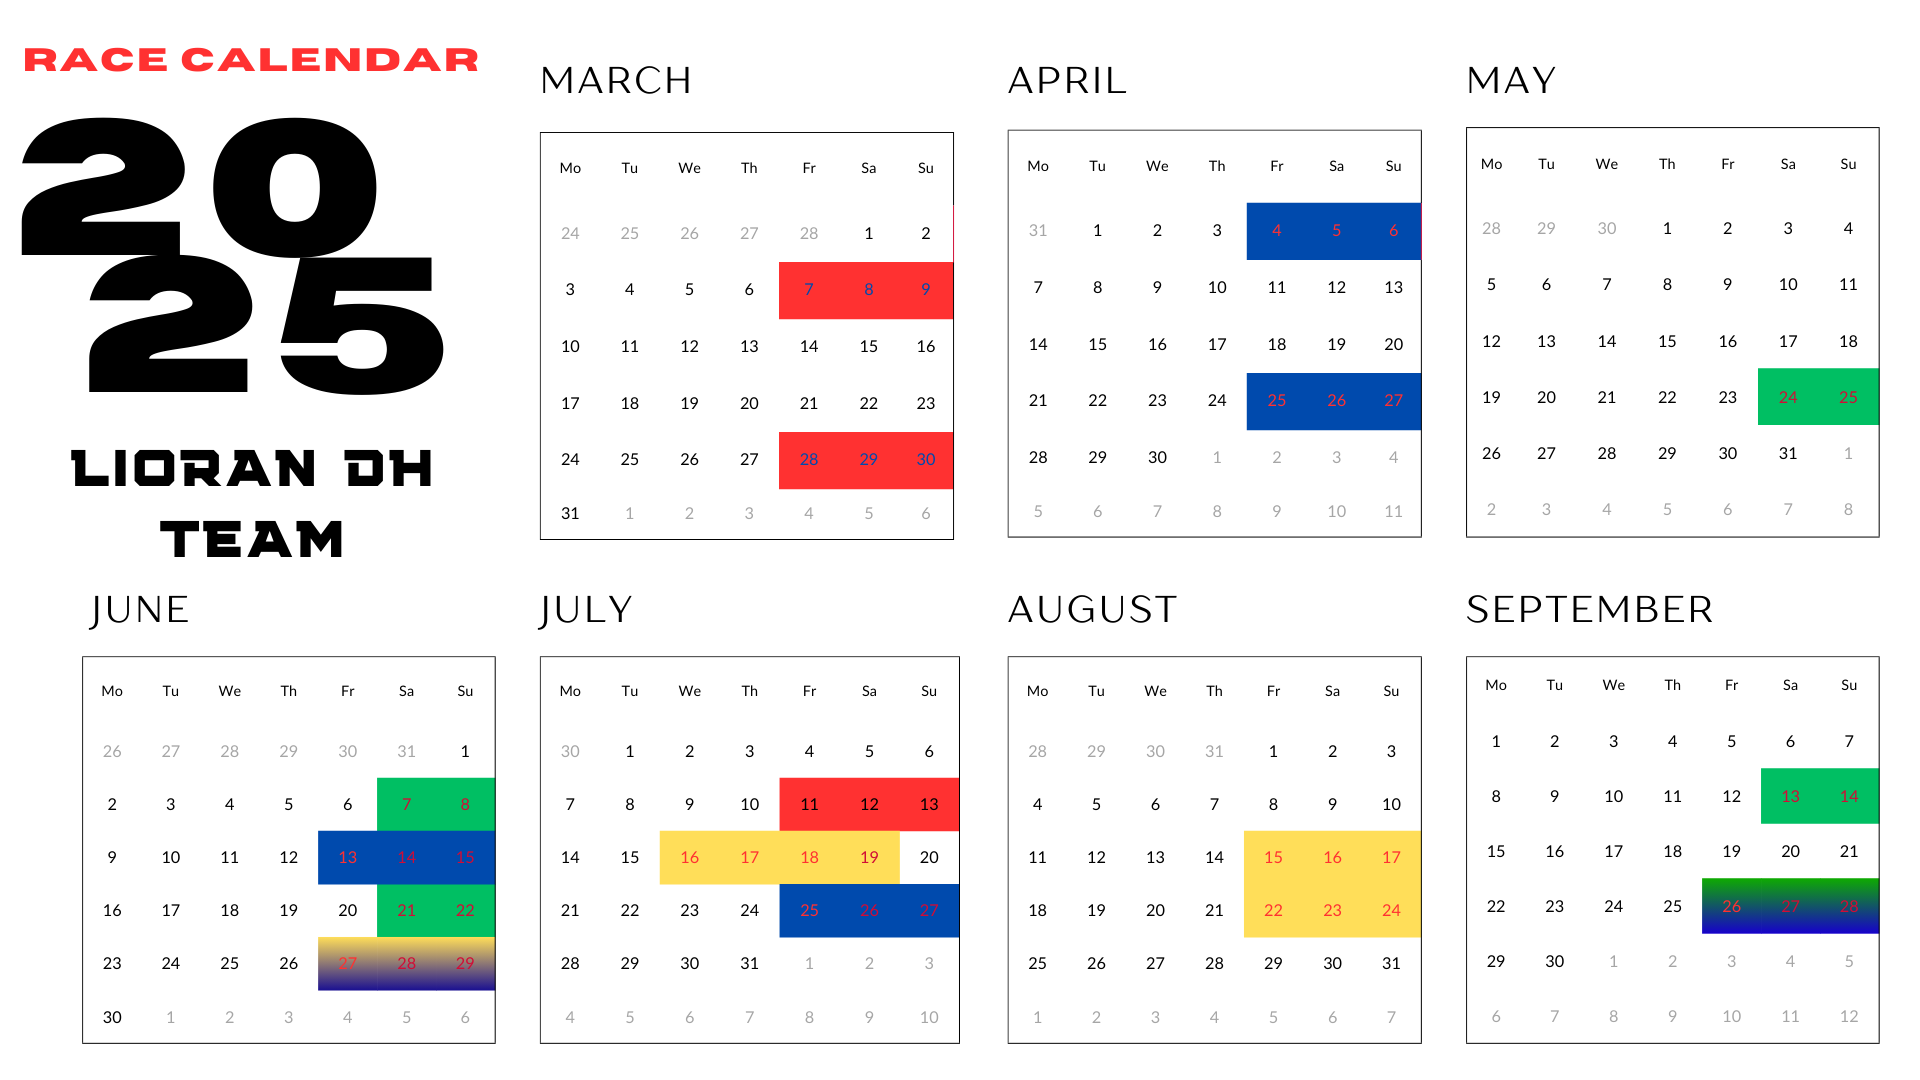 RACE CALENDAR
20
25
LIORAN DH
TEAM
MARCH
Mo Tu We Th Fr Sa Su
24 25 26 27 28 1 2
3 4 5 6 7 8 9
10 11 12 13 14 15 16
17 18 19 20 21 22 23
24 25 26 27 28 29 30
31 1 2 3 4 5 6
APRIL
Mo Tu We Th Fr Sa Su
31 1 2 3 4 5 6
7 8 9 10 11 12 13
14 15 16 17 18 19 20
21 22 23 24 25 26 27
28 29 30 1 2 3 4
5 6 7 8 9 10 11
MAY
Mo Tu We Th Fr Sa Su
28 29 30 1 2 3 4
5 6 7 8 9 10 11
12 13 14 15 16 17 18
19 20 21 22 23 24 25
26 27 28 29 30 31 1
2 3 4 5 6 7 8
JUNE
Mo Tu We Th Fr Sa Su
26 27 28 29 30 31 1
2 3 4 5 6 7 8
9 10 11 12 13 14 15
16 17 18 19 20 21 22
23 24 25 26 27 28 29
30 1 2 3 4 5 6
JULY
Mo Tu We Th Fr Sa Su
30 1 2 3 4 5 6
7 8 9 10 11 12 13
14 15 16 17 18 19 20
21 22 23 24 25 26 27
28 29 30 31 1 2 3
4 5 6 7 8 9 10
AUGUST
Mo Tu We Th Fr Sa Su
28 29 30 31 1 2 3
4 5 6 7 8 9 10
11 12 13 14 15 16 17
18 19 20 21 22 23 24
25 26 27 28 29 30 31
1 2 3 4 5 6 7
SEPTEMBER
Mo Tu We Th Fr Sa Su
1 2 3 4 5 6 7
8 9 10 11 12 13 14
15 16 17 18 19 20 21
22 23 24 25 26 27 28
29 30 1 2 3 4 5
6 7 8 9 10 11 12